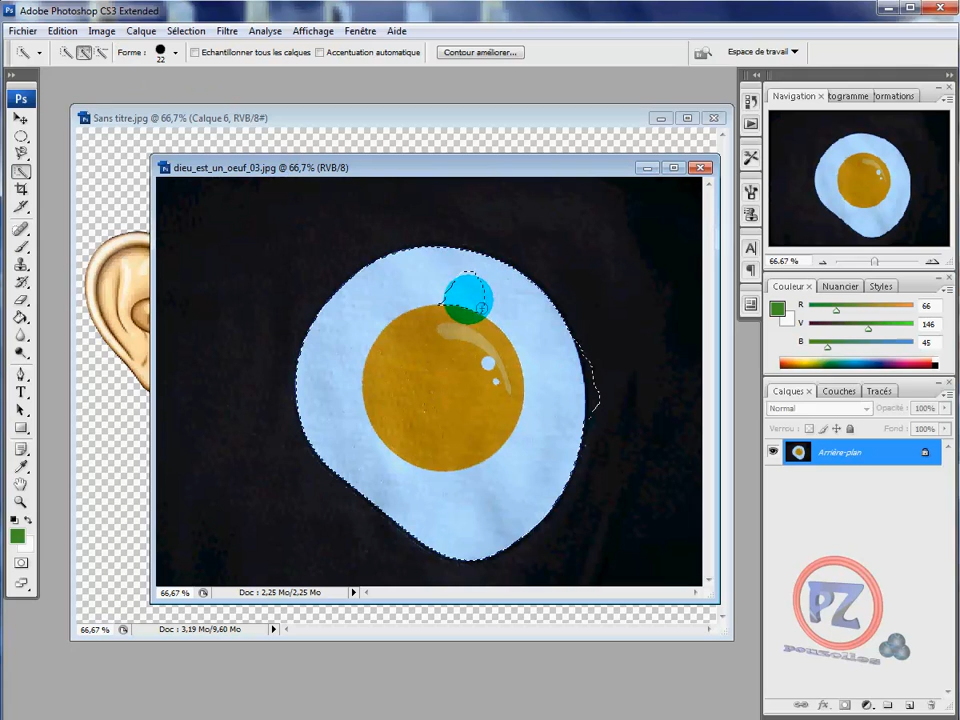 Adobe Photoshop CS3 Extended
Fichier Edition Image Calque Sélection Filtre Analyse Affichage Fenêtre Aide
Forme : 22 Echantillonner tous les calques Accentuation automatique Contour améliorer... Espace de travail
Ps
Sans titre.jpg @ 66,7% (Calque 6, RVB/8#)
dieu_est_un_oeuf_03.jpg @ 66,7% (RVB/8)
66,67 % Doc : 2,25 Mo/2,25 Mo
66,67 % Doc : 3,19 Mo/9,60 Mo
Navigation togramme formations
66.67 %
Couleur Nuancier Styles
R 66
V 146
B 45
Calques Couches Tracés
Normal Opacité : 100%
Verrou : Fond : 100%
Arrière-plan
PZ
pouzolles